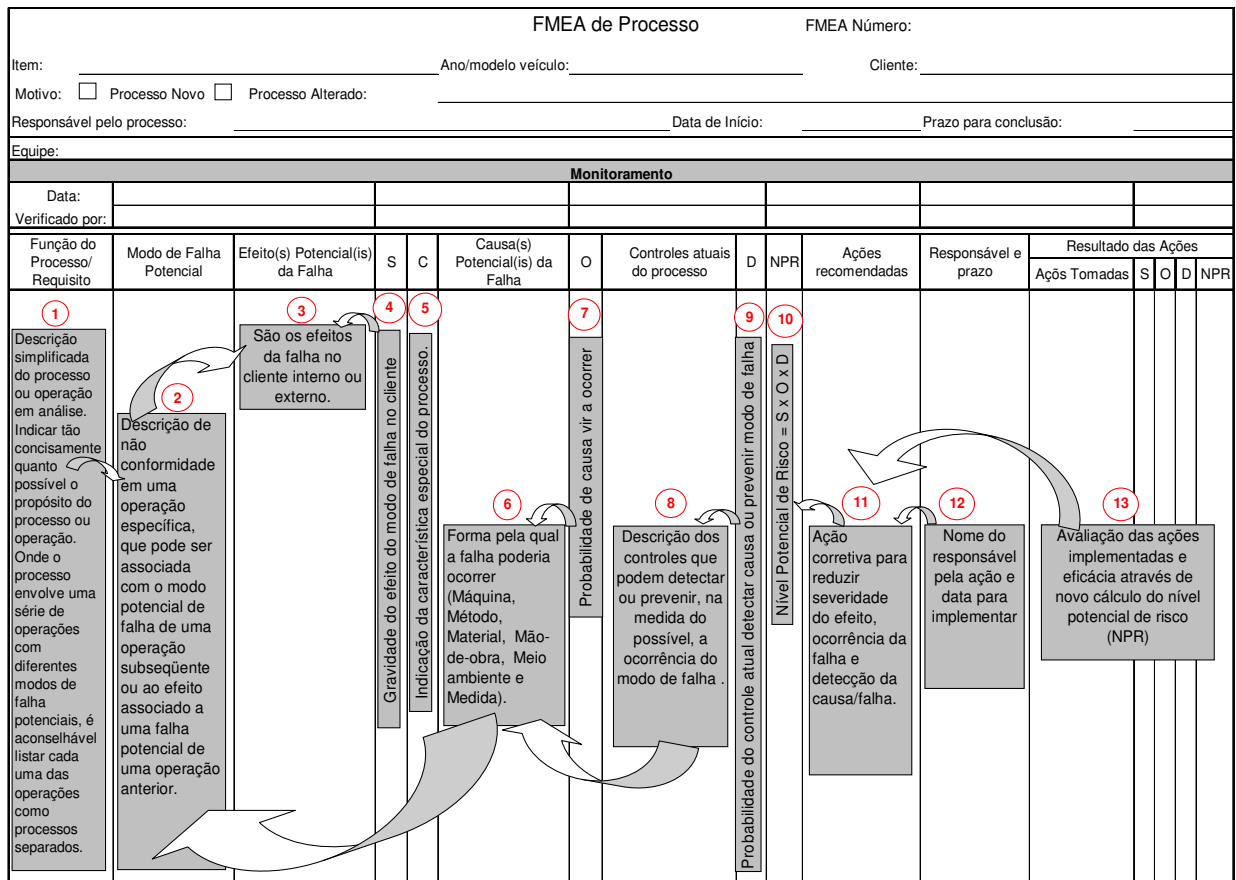 FMEA de Processo FMEA Número:
Item: Ano/modelo veículo: Cliente:
Motivo: Processo Novo Processo Alterado:
Responsável pelo processo: Data de Início: Prazo para conclusão:
Equipe:
Monitoramento
Data:
Verificado por:
Função do
Processo/
Requisito
Modo de Falha
Potencial
Efeito(s) Potencial(is)
da Falha
S
C
Causa(s)
Potencial(is) da
Falha
O
Controles atuais
do processo
D
NPR
Ações
recomendadas
Responsável e
prazo
Resultado das Ações
Açõs Tomadas S O D NPR
1
Descrição
simplificada
do processo
ou operação
em análise.
Indicar tão
concisamente
quanto
possível o
propósito do
processo ou
operação.
Onde o
processo
envolve uma
série de
operações
com
diferentes
modos de
falha
potenciais, é
aconselhável
listar cada
uma das
operações
como
processos
separados.
2
Descrição de
não
conformidade
em uma
operação
específica,
que pode ser
associada
com o modo
potencial de
falha de uma
operação
subseqüente
ou ao efeito
associado a
uma falha
potencial de
uma operação
anterior.
3
São os efeitos
da falha no
cliente interno ou
externo.
4
Gravidade do efeito do modo de falha no cliente
5
Indicação da característica especial do processo.
6
Forma pela qual
a falha poderia
ocorrer
(Máquina,
Método,
Material, Mão-
de-obra, Meio
ambiente e
Medida).
7
Probabilidade de causa vir a ocorrer
8
Descrição dos
controles que
podem detectar
ou prevenir, na
medida do
possível, a
ocorrência do
modo de falha .
9
Probabilidade do controle atual detectar causa ou prevenir modo de falha
10
Nível Potencial de Risco = S x O x D
11
Ação
corretiva para
reduzir
severidade
do efeito,
ocorrência da
falha e
detecção da
causa/falha.
12
Nome do
responsável
pela ação e
data para
implementar
13
Avaliação das ações
implementadas e
eficácia através de
novo cálculo do nível
potencial de risco
(NPR)